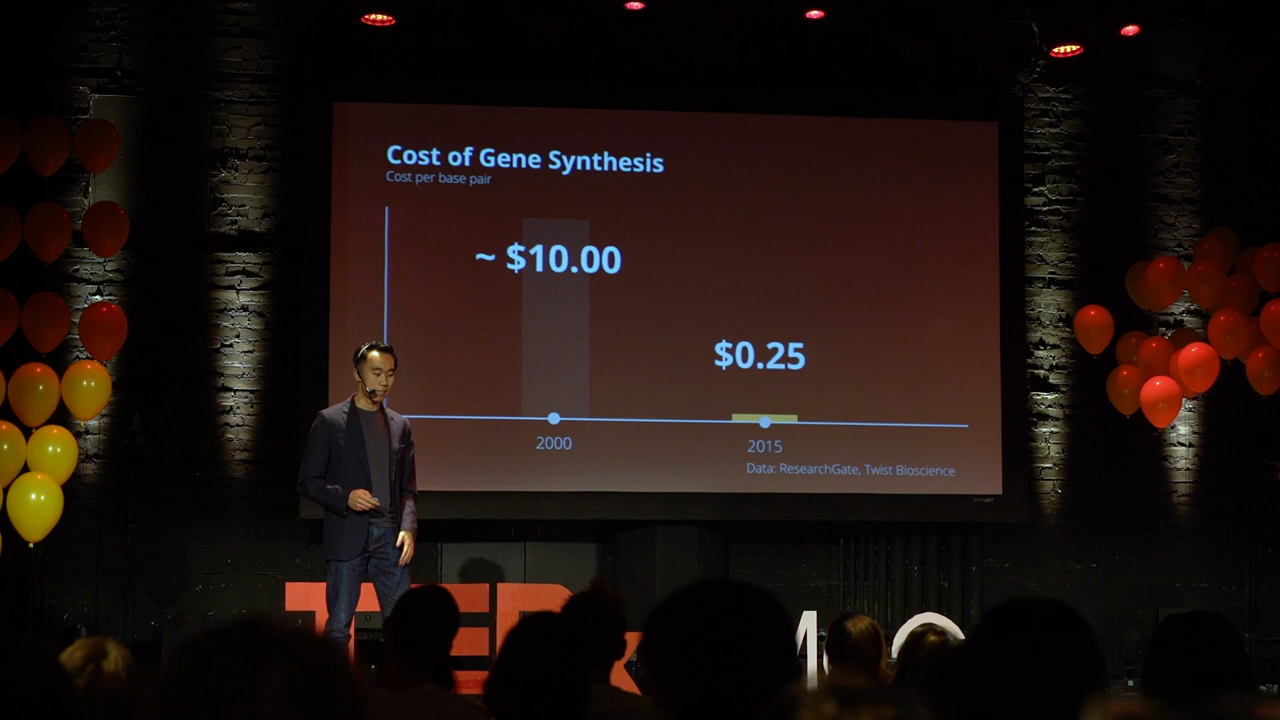 Cost of Gene Synthesis
Cost per base pair
~ $10.00
$0.25
2000
2015
Data: ResearchGate, Twist Bioscience